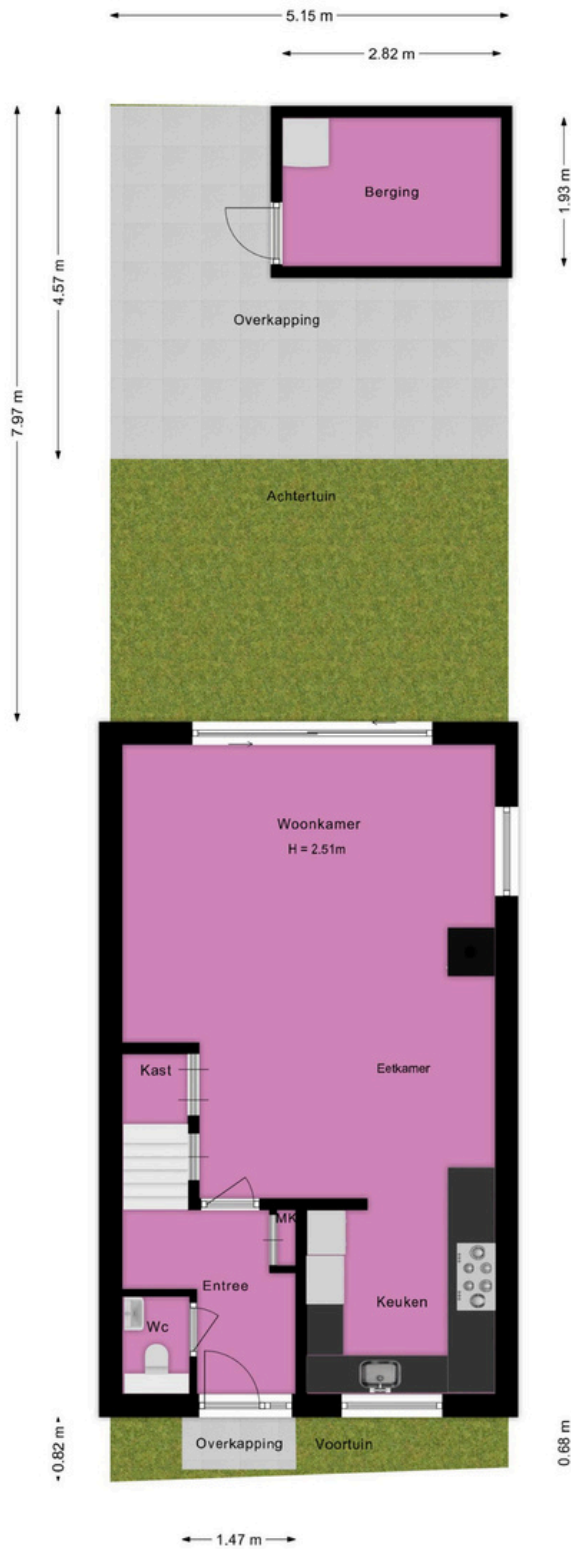 5.15 m
2.82 m
Berging
1.93 m
4.57 m
Overkapping
7.97 m
Achtertuin
Woonkamer
H = 2.51m
Kast
Eetkamer
MK
Entree
Keuken
Wc
0.82 m
Overkapping
Voortuin
0.68 m
1.47 m